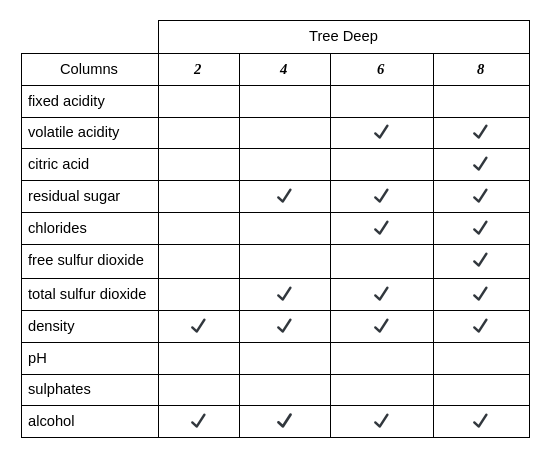 Tree Deep
Columns 2 4 6 8
fixed acidity
volatile acidity ✓ ✓
citric acid ✓
residual sugar ✓ ✓ ✓
chlorides ✓ ✓
free sulfur dioxide ✓
total sulfur dioxide ✓ ✓ ✓
density ✓ ✓ ✓ ✓
pH
sulphates
alcohol ✓ ✓ ✓ ✓